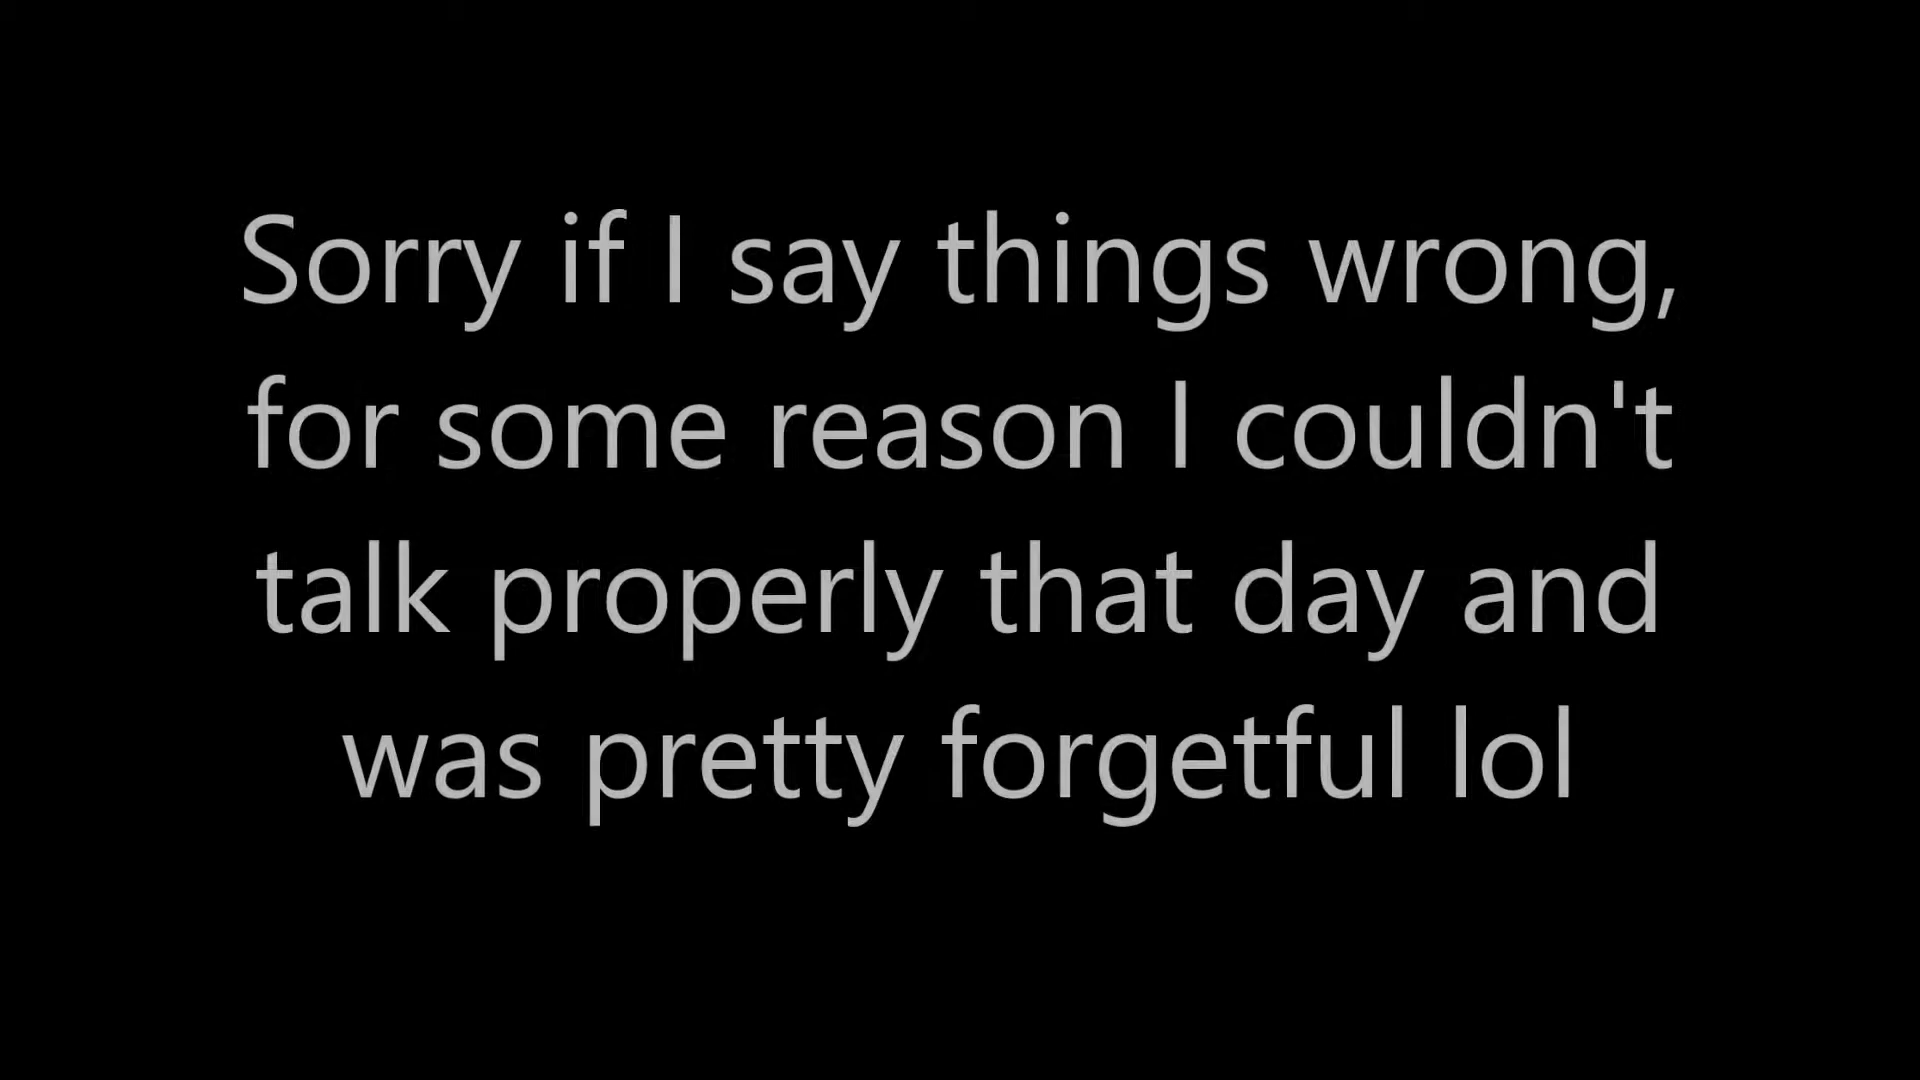 Sorry if I say things wrong,
for some reason I couldn't
talk properly that day and
was pretty forgetful lol